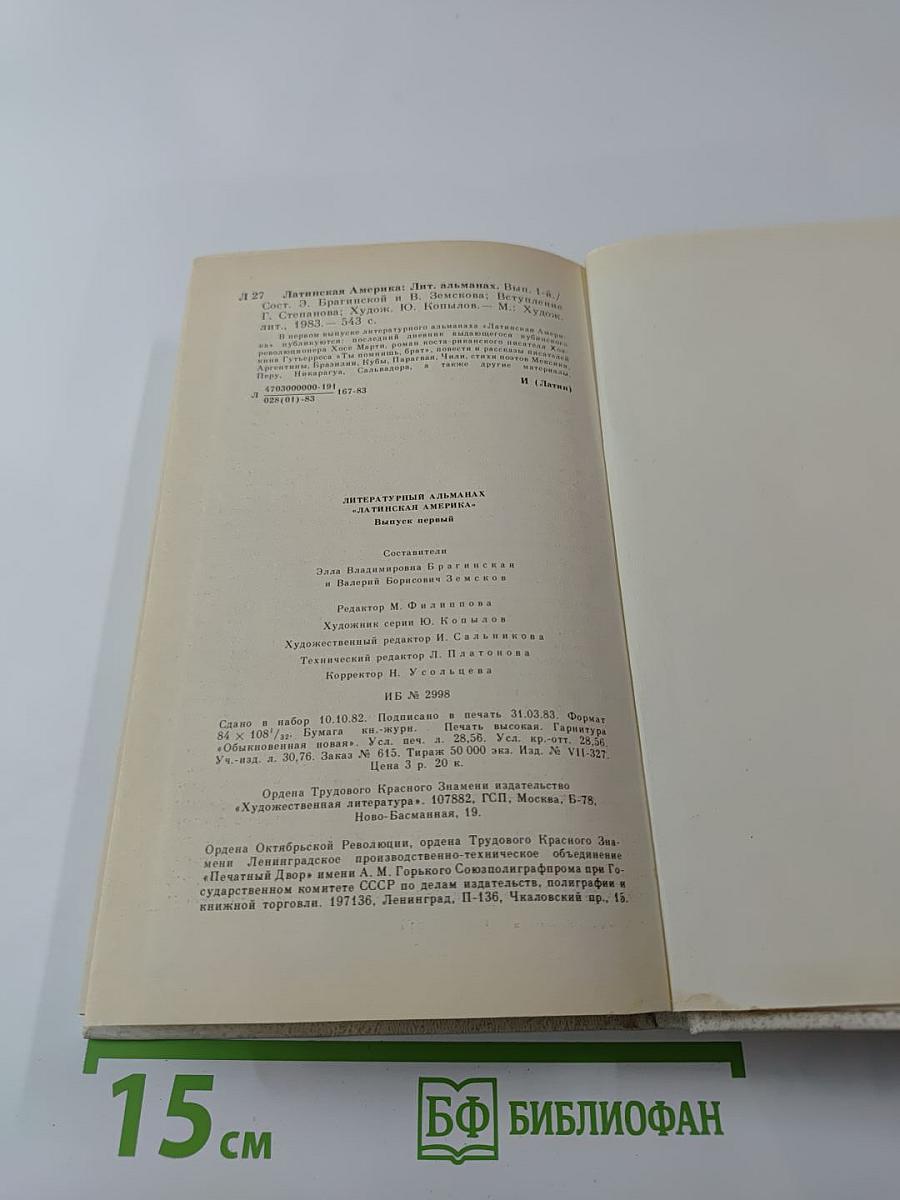 Л 27 Латинская Америка: Лит. альманах. Вып. 1-й./
Сост. Э. Брагинской и В. Земскова; Вступление
Г. Степанова; Худож. Ю. Копылов.— М.: Худож.
лит., 1983.— 543 с.
В первом выпуске литературного альманаха «Латинская Амери-
ка» публикуются: последний дневник выдающегося кубинского
революционера Хосе Марти, роман коста-риканского писателя Хоа-
кина Гутьерреса «Ты помнишь, брат», повести и рассказы писателей
Аргентины, Бразилии, Кубы, Парагвая, Чили, стихи поэтов Мексики,
Перу, Никарагуа, Сальвадора, а также другие материалы.
Л 4703000000-191
028(01)-83 167-83
И (Латин)
ЛИТЕРАТУРНЫЙ АЛЬМАНАХ
«ЛАТИНСКАЯ АМЕРИКА»
Выпуск первый
Составители
Элла Владимировна Брагинская
и Валерий Борисович Земсков
Редактор М. Филиппова
Художник серии Ю. Копылов
Художественный редактор И. Сальникова
Технический редактор Л. Платонова
Корректор Н. Усольцева
ИБ № 2998
Сдано в набор 10.10.82. Подписано в печать 31.03.83. Формат
84 × 108¹/₃₂. Бумага кн.-журн. Печать высокая. Гарнитура
«Обыкновенная новая». Усл. печ. л. 28,56. Усл. кр.-отт. 28,56.
Уч.-изд. л. 30,76. Заказ № 615. Тираж 50 000 экз. Изд. № VII-327.
Цена 3 р. 20 к.
Ордена Трудового Красного Знамени издательство
«Художественная литература». 107882, ГСП, Москва, Б-78,
Ново-Басманная, 19.
Ордена Октябрьской Революции, ордена Трудового Красного Зна-
мени Ленинградское производственно-техническое объединение
«Печатный Двор» имени А. М. Горького Союзполиграфпрома при Го-
сударственном комитете СССР по делам издательств, полиграфии и
книжной торговли. 197136, Ленинград, П-136, Чкаловский пр., 15.
15 см
БФ БИБЛИОФАН